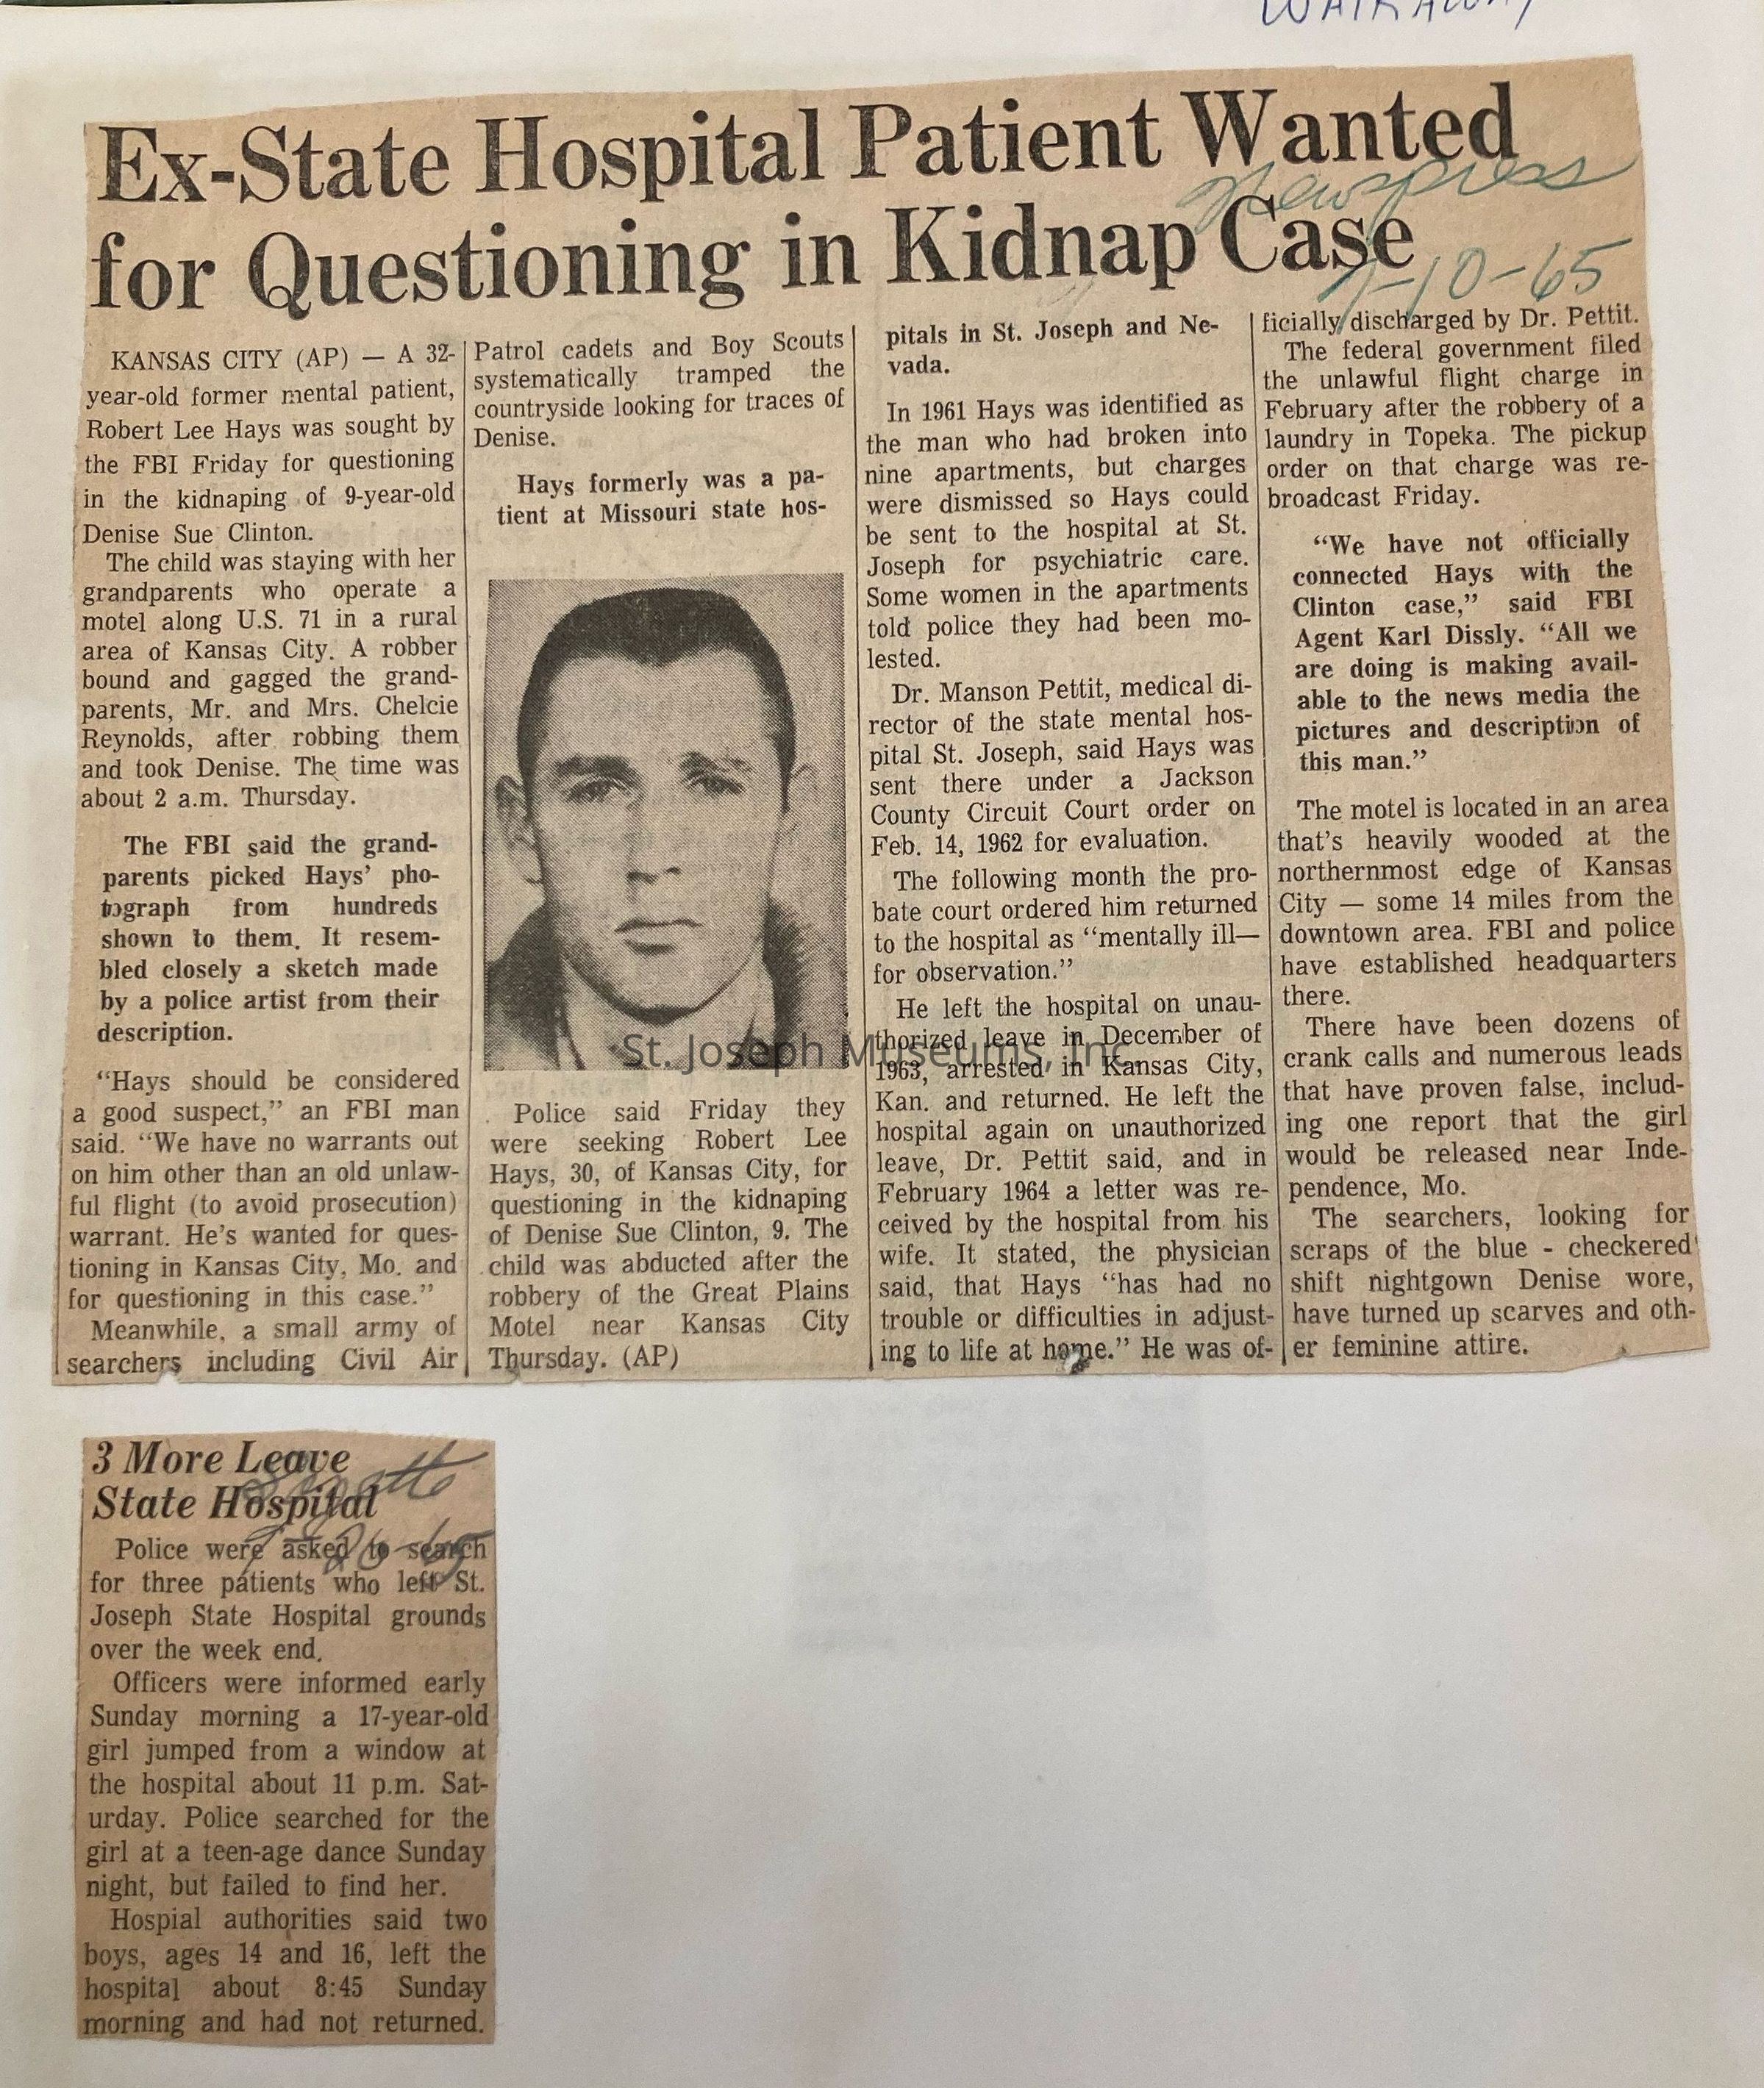 Ex-State Hospital Patient Wanted
for Questioning in Kidnap Case
Newspress
7-10-65
KANSAS CITY (AP) — A 32-
year-old former mental patient,
Robert Lee Hays was sought by
the FBI Friday for questioning
in the kidnaping of 9-year-old
Denise Sue Clinton.
The child was staying with her
grandparents who operate a
motel along U.S. 71 in a rural
area of Kansas City. A robber
bound and gagged the grand-
parents, Mr. and Mrs. Chelcie
Reynolds, after robbing them
and took Denise. The time was
about 2 a.m. Thursday.
The FBI said the grand-
parents picked Hays' pho-
tograph from hundreds
shown to them. It resem-
bled closely a sketch made
by a police artist from their
description.
"Hays should be considered
a good suspect," an FBI man
said. "We have no warrants out
on him other than an old unlaw-
ful flight (to avoid prosecution)
warrant. He's wanted for ques-
tioning in Kansas City, Mo. and
for questioning in this case."
Meanwhile, a small army of
searchers including Civil Air
Patrol cadets and Boy Scouts
systematically tramped the
countryside looking for traces of
Denise.
Hays formerly was a pa-
tient at Missouri state hos-
Police said Friday they
were seeking Robert Lee
Hays, 30, of Kansas City, for
questioning in the kidnaping
of Denise Sue Clinton, 9. The
child was abducted after the
robbery of the Great Plains
Motel near Kansas City
Thursday. (AP)
pitals in St. Joseph and Ne-
vada.
In 1961 Hays was identified as
the man who had broken into
nine apartments, but charges
were dismissed so Hays could
be sent to the hospital at St.
Joseph for psychiatric care.
Some women in the apartments
told police they had been mo-
lested.
Dr. Manson Pettit, medical di-
rector of the state mental hos-
pital St. Joseph, said Hays was
sent there under a Jackson
County Circuit Court order on
Feb. 14, 1962 for evaluation.
The following month the pro-
bate court ordered him returned
to the hospital as "mentally ill—
for observation."
He left the hospital on unau-
thorized leave in December of
1963, arrested in Kansas City,
Kan. and returned. He left the
hospital again on unauthorized
leave, Dr. Pettit said, and in
February 1964 a letter was re-
ceived by the hospital from his
wife. It stated, the physician
said, that Hays "has had no
trouble or difficulties in adjust-
ing to life at home." He was of-
ficially discharged by Dr. Pettit.
The federal government filed
the unlawful flight charge in
February after the robbery of a
laundry in Topeka. The pickup
order on that charge was re-
broadcast Friday.
"We have not officially
connected Hays with the
Clinton case," said FBI
Agent Karl Dissly. "All we
are doing is making avail-
able to the news media the
pictures and description of
this man."
The motel is located in an area
that's heavily wooded at the
northernmost edge of Kansas
City — some 14 miles from the
downtown area. FBI and police
have established headquarters
there.
There have been dozens of
crank calls and numerous leads
that have proven false, includ-
ing one report that the girl
would be released near Inde-
pendence, Mo.
The searchers, looking for
scraps of the blue - checkered
shift nightgown Denise wore,
have turned up scarves and oth-
er feminine attire.
St. Joseph Museums, Inc.
3 More Leave
State Hospital
Gazette
7-26-65
Police were asked to search
for three patients who left St.
Joseph State Hospital grounds
over the week end.
Officers were informed early
Sunday morning a 17-year-old
girl jumped from a window at
the hospital about 11 p.m. Sat-
urday. Police searched for the
girl at a teen-age dance Sunday
night, but failed to find her.
Hospial authorities said two
boys, ages 14 and 16, left the
hospital about 8:45 Sunday
morning and had not returned.